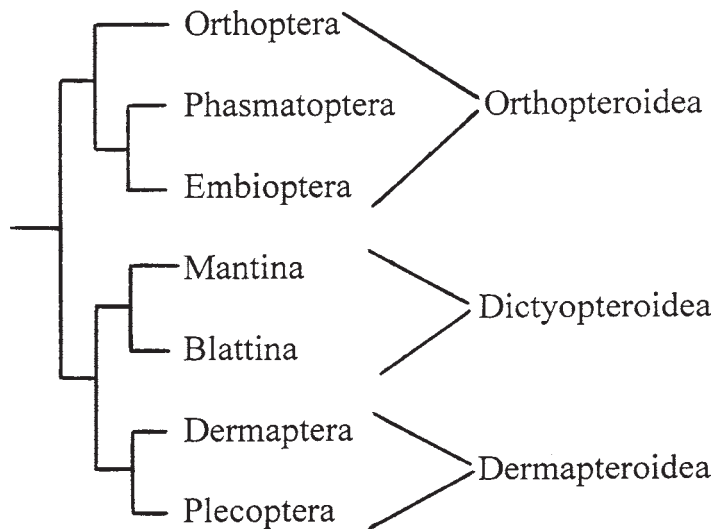 Orthoptera
Phasmatoptera
Orthopteroidea
Embioptera
Mantina
Dictyopteroidea
Blattina
Dermaptera
Dermapteroidea
Plecoptera